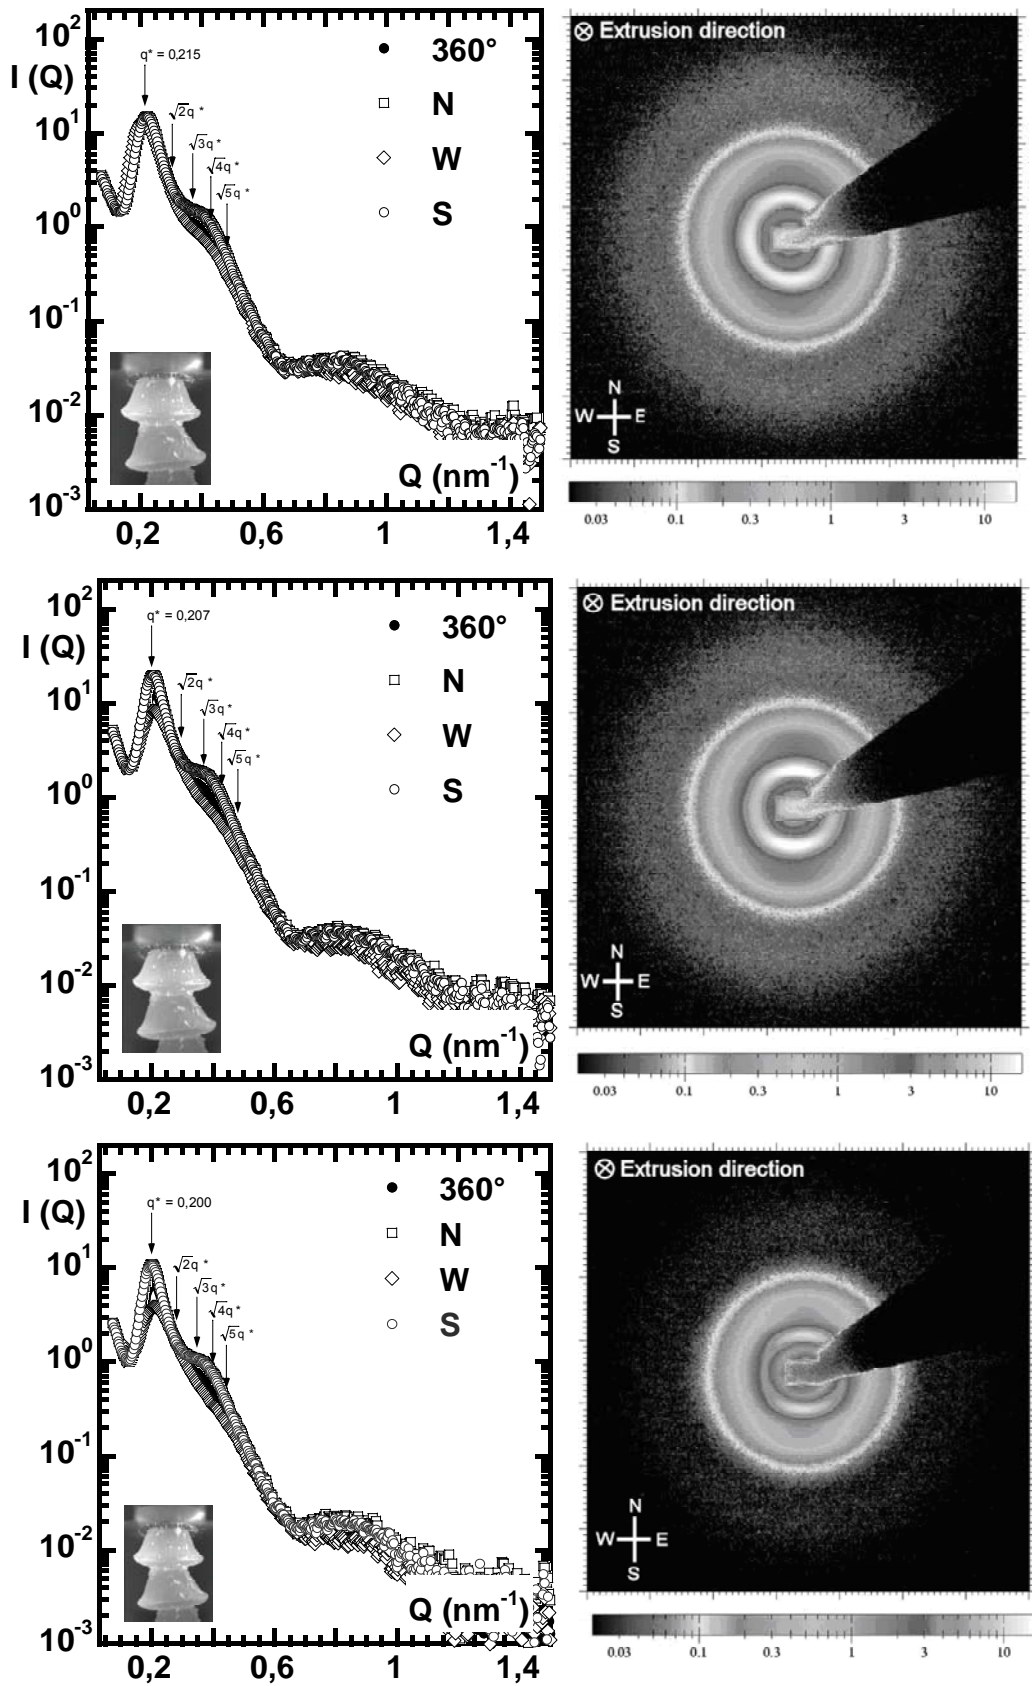 10²
I (Q)
10¹
10⁰
10⁻¹
10⁻²
10⁻³
q* = 0,215
√2q *
√3q *
√4q *
√5q *
360°
N
W
S
Q (nm⁻¹)
0,2 0,6 1 1,4
⊗ Extrusion direction
N
W E
S
0.03 0.1 0.3 1 3 10
10²
I (Q)
10¹
10⁰
10⁻¹
10⁻²
10⁻³
q* = 0,207
√2q *
√3q *
√4q *
√5q *
360°
N
W
S
Q (nm⁻¹)
0,2 0,6 1 1,4
⊗ Extrusion direction
N
W E
S
0.03 0.1 0.3 1 3 10
10²
I (Q)
10¹
10⁰
10⁻¹
10⁻²
10⁻³
q* = 0,200
√2q *
√3q *
√4q *
√5q *
360°
N
W
S
Q (nm⁻¹)
0,2 0,6 1 1,4
⊗ Extrusion direction
N
W E
S
0.03 0.1 0.3 1 3 10